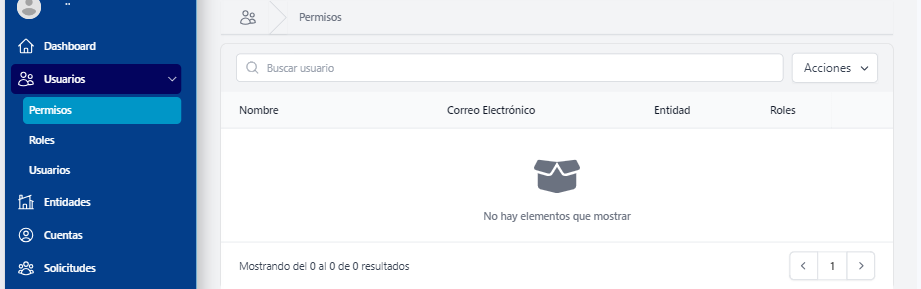 Permisos
Dashboard
Usuarios
Permisos
Roles
Usuarios
Entidades
Cuentas
Solicitudes
Buscar usuario
Acciones
Nombre Correo Electrónico Entidad Roles
No hay elementos que mostrar
Mostrando del 0 al 0 de 0 resultados
1